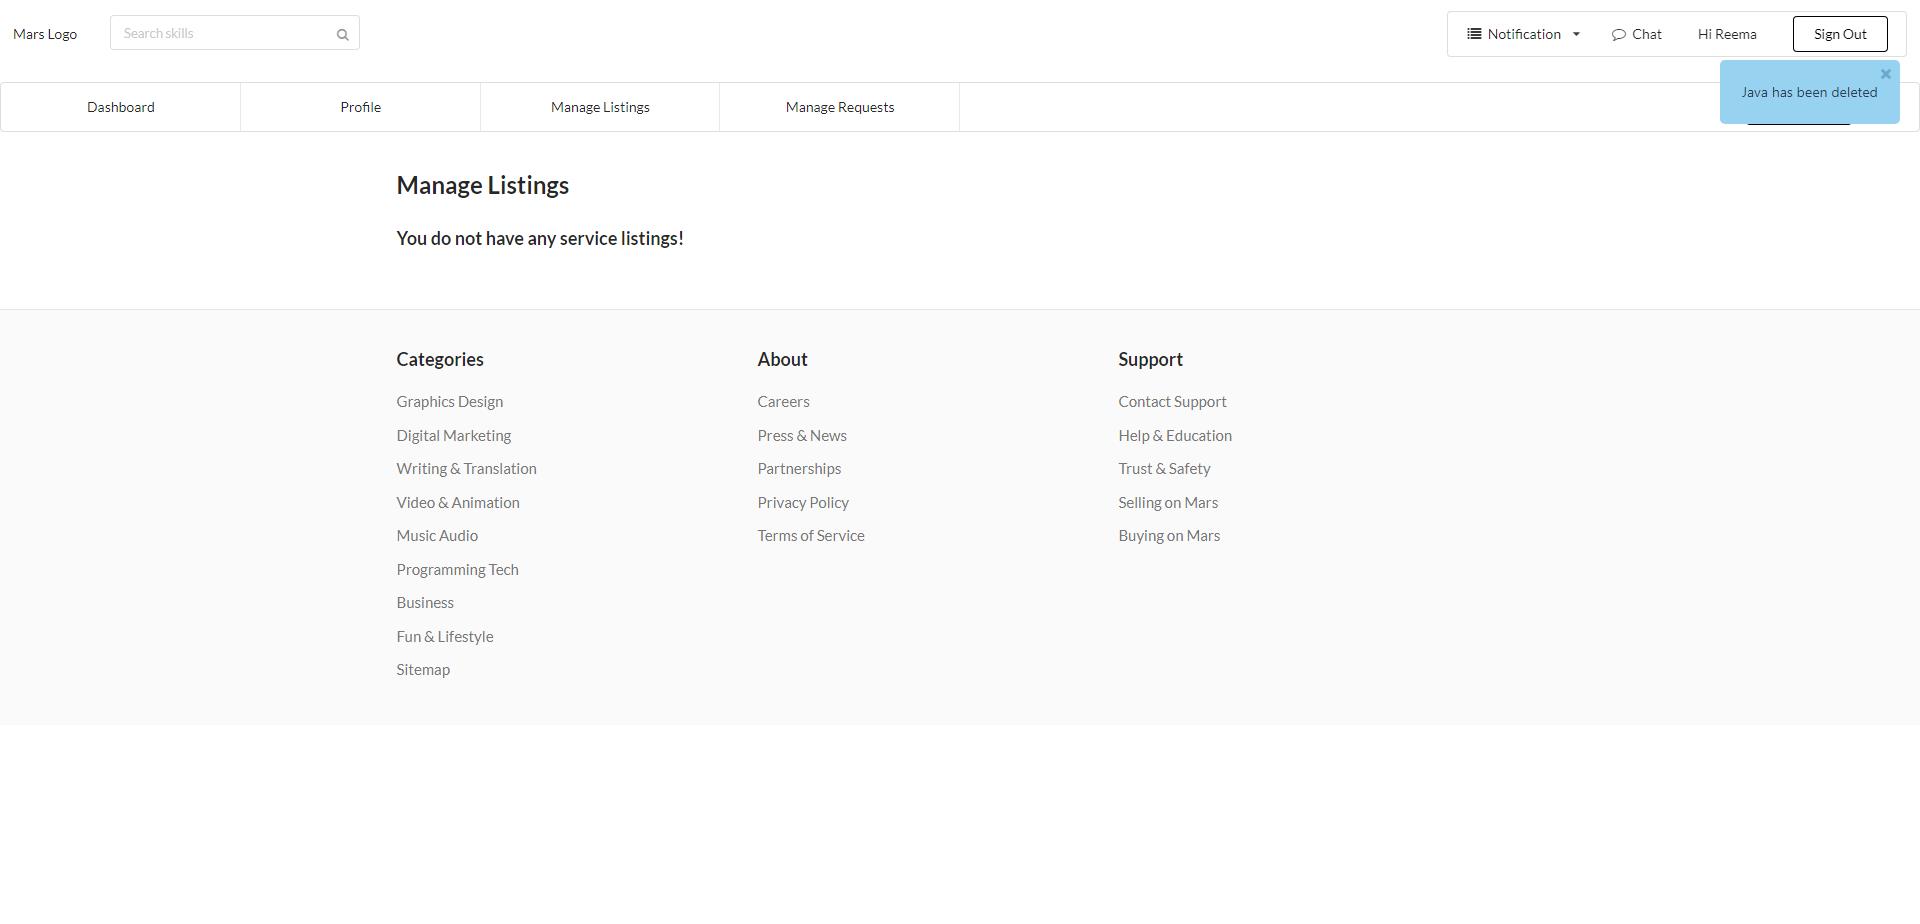 Mars Logo
Search skills
Notification
Chat
Hi Reema
Sign Out
Java has been deleted
Dashboard
Profile
Manage Listings
Manage Requests
Manage Listings
You do not have any service listings!
Categories
Graphics Design
Digital Marketing
Writing & Translation
Video & Animation
Music Audio
Programming Tech
Business
Fun & Lifestyle
Sitemap
About
Careers
Press & News
Partnerships
Privacy Policy
Terms of Service
Support
Contact Support
Help & Education
Trust & Safety
Selling on Mars
Buying on Mars